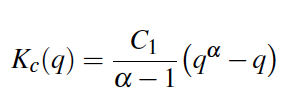 K_c(q) = \frac{C_1}{\alpha - 1} (q^\alpha - q)